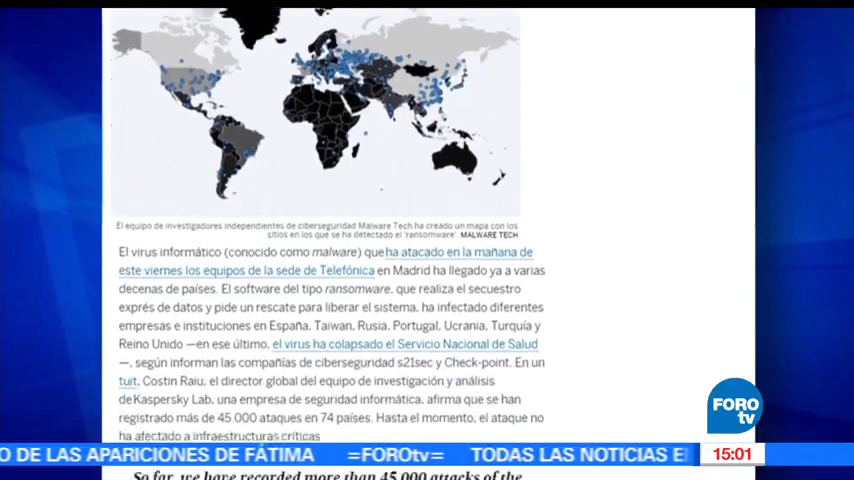 El equipo de investigadores independientes de ciberseguridad Malware Tech ha creado un mapa con los
sitios en los que se ha detectado el 'ransomware'. MALWARE TECH
El virus informático (conocido como malware) que ha atacado en la mañana de
este viernes los equipos de la sede de Telefónica en Madrid ha llegado ya a varias
decenas de países. El software del tipo ransomware, que realiza el secuestro
exprés de datos y pide un rescate para liberar el sistema, ha infectado diferentes
empresas e instituciones en España, Taiwan, Rusia, Portugal, Ucrania, Turquía y
Reino Unido —en ese último, el virus ha colapsado el Servicio Nacional de Salud
—, según informan las compañías de ciberseguridad s21sec y Check-point. En un
tuit, Costin Raiu, el director global del equipo de investigación y análisis
de Kaspersky Lab, una empresa de seguridad informática, afirma que se han
registrado más de 45.000 ataques en 74 países. Hasta el momento, el ataque no
ha afectado a infraestructuras críticas
FORO
tv
O DE LAS APARICIONES DE FÁTIMA =FOROtv= TODAS LAS NOTICIAS E 15:01
So far, we have recorded more than 45,000 attacks of the